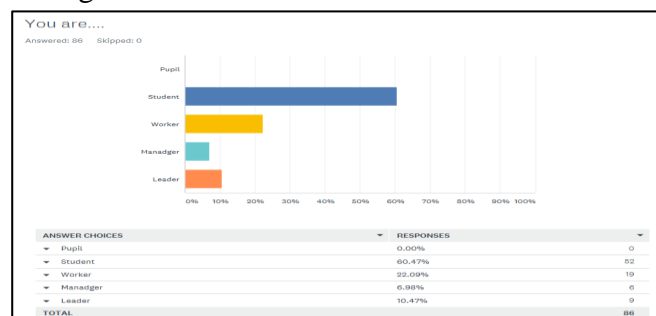 You are....
Answered: 86 Skipped: 0
Pupil
Student
Worker
Manadger
Leader
0% 10% 20% 30% 40% 50% 60% 70% 80% 90% 100%
ANSWER CHOICES RESPONSES
Pupil 0.00% 0
Student 60.47% 52
Worker 22.09% 19
Manadger 6.98% 6
Leader 10.47% 9
TOTAL 86